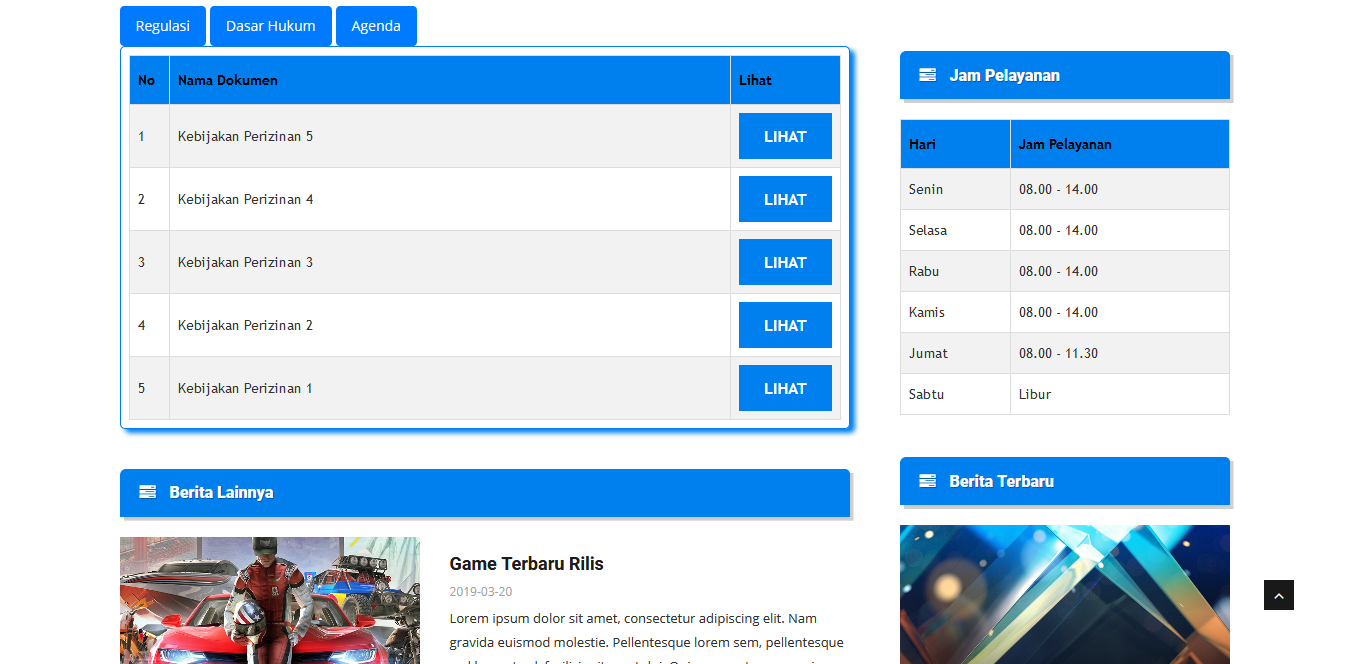 Regulasi Dasar Hukum Agenda
No Nama Dokumen Lihat
1 Kebijakan Perizinan 5 LIHAT
2 Kebijakan Perizinan 4 LIHAT
3 Kebijakan Perizinan 3 LIHAT
4 Kebijakan Perizinan 2 LIHAT
5 Kebijakan Perizinan 1 LIHAT
Jam Pelayanan
Hari Jam Pelayanan
Senin 08.00 - 14.00
Selasa 08.00 - 14.00
Rabu 08.00 - 14.00
Kamis 08.00 - 14.00
Jumat 08.00 - 11.30
Sabtu Libur
Berita Lainnya
Game Terbaru Rilis
2019-03-20
Lorem ipsum dolor sit amet, consectetur adipiscing elit. Nam
gravida euismod molestie. Pellentesque lorem sem, pellentesque
Berita Terbaru